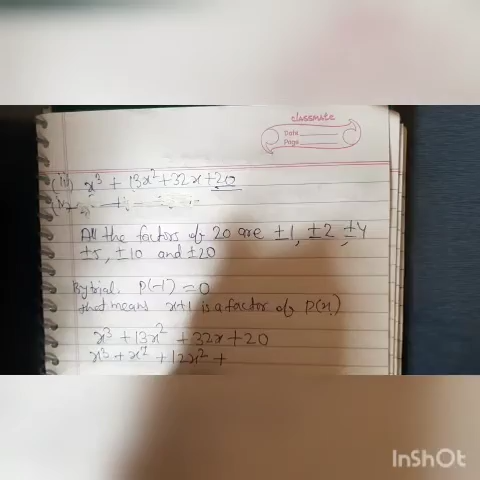 classmate
Date
Page
(iii) x³ + 13x² + 32x + 20
All the factors of 20 are ±1, ±2 ±4
±5, ±10 and ±20
By trial, P(-1) = 0
that means x+1 is a factor of P(x)
x³ + 13x² + 32x + 20
x³ + x² + 12x² +
InShOt